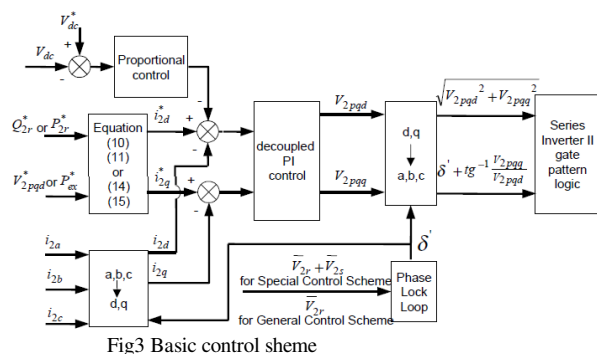 V*dc
Vdc
+
-
Proportional
control
-
Q*2r or P*2r
V*2pqd or P*ex
Equation
(10)
(11)
or
(14)
(15)
i*2d
+
-
i*2q
+
-
decoupled
PI
control
V2pqd
V2pqq
d,q
↓
a,b,c
√V2pqd² + V2pqq²
δ' + tg⁻¹ V2pqq/V2pqd
Series
Inverter II
gate
pattern
logic
i2a
i2b
i2c
a,b,c
↓
d,q
i2d
i2q
δ'
V̅2r + V̅2s
for Special Control Scheme
V̅2r
for General Control Scheme
Phase
Lock
Loop
Fig3 Basic control sheme